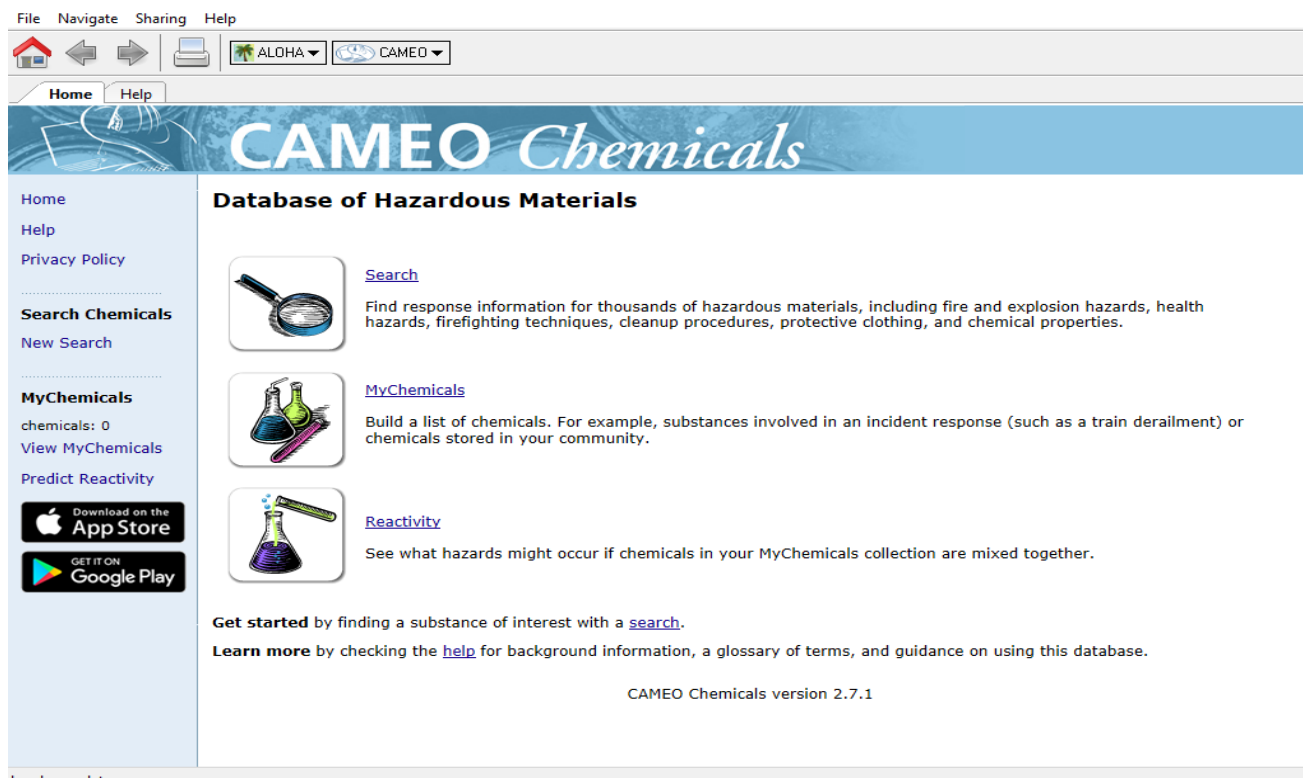 File Navigate Sharing Help
ALOHA CAMEO
Home Help
CAMEO Chemicals
Home
Help
Privacy Policy
Search Chemicals
New Search
MyChemicals
chemicals: 0
View MyChemicals
Predict Reactivity
Download on the
App Store
GET IT ON
Google Play
Database of Hazardous Materials
Search
Find response information for thousands of hazardous materials, including fire and explosion hazards, health
hazards, firefighting techniques, cleanup procedures, protective clothing, and chemical properties.
MyChemicals
Build a list of chemicals. For example, substances involved in an incident response (such as a train derailment) or
chemicals stored in your community.
Reactivity
See what hazards might occur if chemicals in your MyChemicals collection are mixed together.
Get started by finding a substance of interest with a search.
Learn more by checking the help for background information, a glossary of terms, and guidance on using this database.
CAMEO Chemicals version 2.7.1